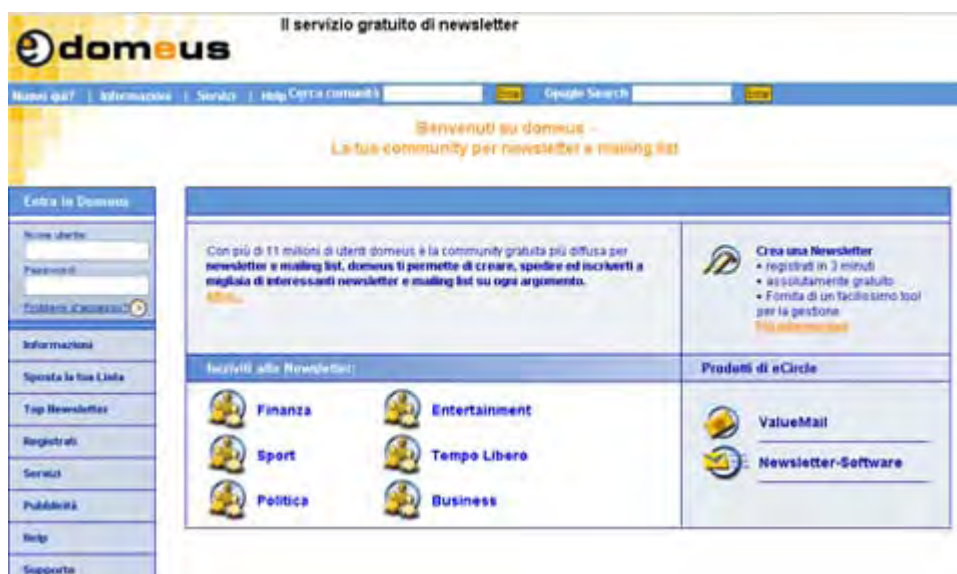 Il servizio gratuito di newsletter
domeus
Nuovi qui? | Informazioni | Servizi | Help Cerca comunità Google Search
Benvenuti su domeus -
La tua community per newsletter e mailing list
Entra in Domeus
Nome utente
Password
Problemi d'accesso?
Informazioni
Sposta la tua Lista
Top Newsletter
Registrati
Servizi
Pubblicità
Help
Supporto
Con più di 11 milioni di utenti domeus è la community gratuita più diffusa per
newsletter e mailing list, domeus ti permette di creare, spedire ed iscriverti a
migliaia di interessanti newsletter e mailing list su ogni argomento.
Crea una Newsletter
• registrati in 3 minuti
• assolutamente gratuito
• Fornita di un facilissimo tool
per la gestione
Più informazioni
Iscriviti alle Newsletter:
Finanza
Entertainment
Sport
Tempo Libero
Politica
Business
Prodotti di eCircle
ValueMail
Newsletter-Software